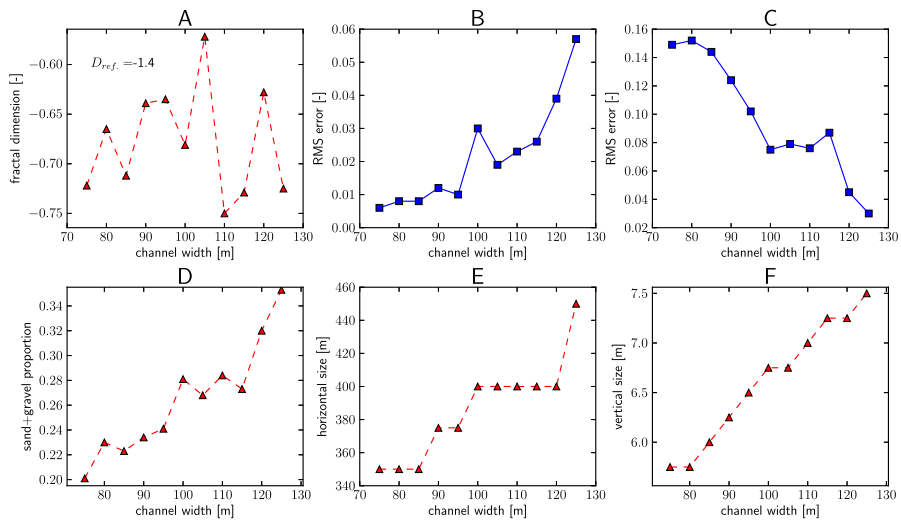 A
B
C
D_ref. =-1.4
fractal dimension [-]
−0.60
−0.65
−0.70
−0.75
70 80 90 100 110 120 130
channel width [m]
RMS error [-]
0.06
0.05
0.04
0.03
0.02
0.01
0.00
70 80 90 100 110 120 130
channel width [m]
RMS error [-]
0.16
0.14
0.12
0.10
0.08
0.06
0.04
0.02
70 80 90 100 110 120 130
channel width [m]
D
E
F
sand+gravel proportion
0.34
0.32
0.30
0.28
0.26
0.24
0.22
0.20
80 90 100 110 120 130
channel width [m]
horizontal size [m]
460
440
420
400
380
360
340
70 80 90 100 110 120 130
channel width [m]
vertical size [m]
7.5
7.0
6.5
6.0
80 90 100 110 120 130
channel width [m]